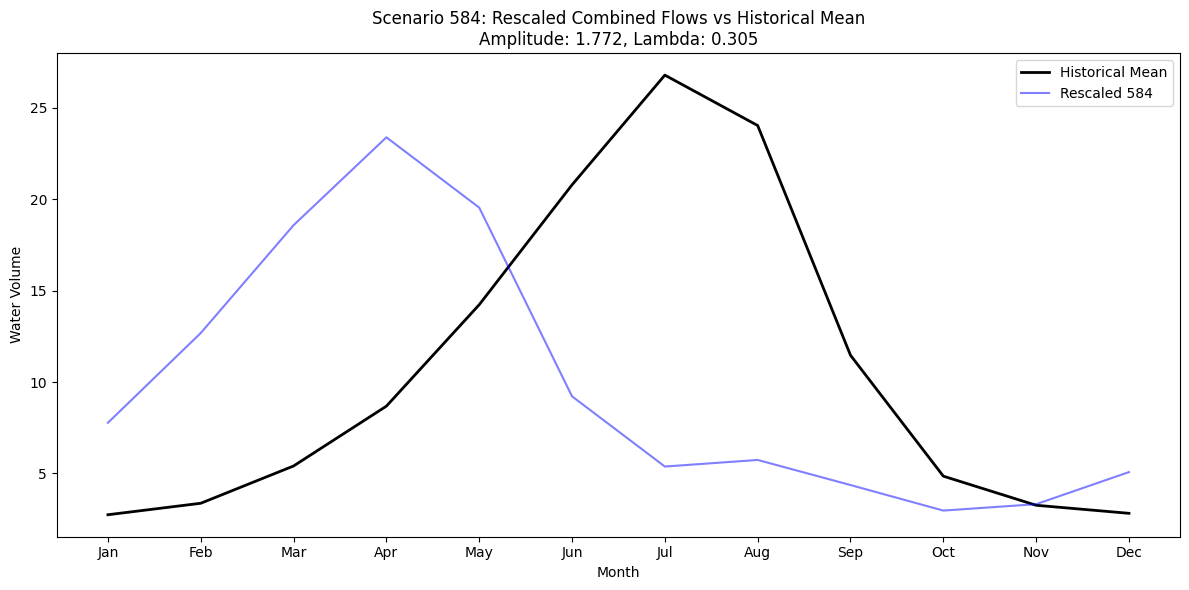 Scenario 584: Rescaled Combined Flows vs Historical Mean
Amplitude: 1.772, Lambda: 0.305
Historical Mean
Rescaled 584
Water Volume
25
20
15
10
5
Jan Feb Mar Apr May Jun Jul Aug Sep Oct Nov Dec
Month